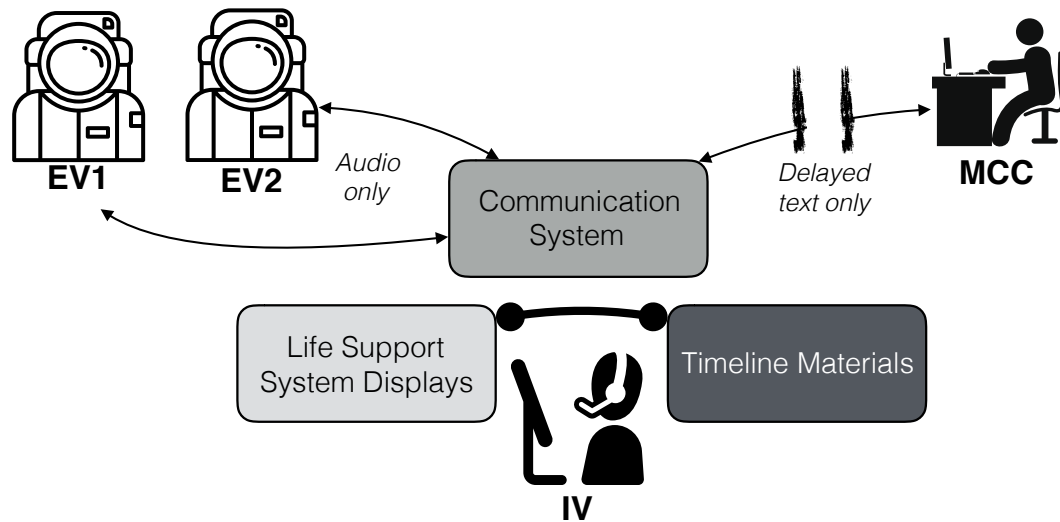 EV1
EV2
Audio
only
Communication
System
Delayed
text only
MCC
Life Support
System Displays
Timeline Materials
IV